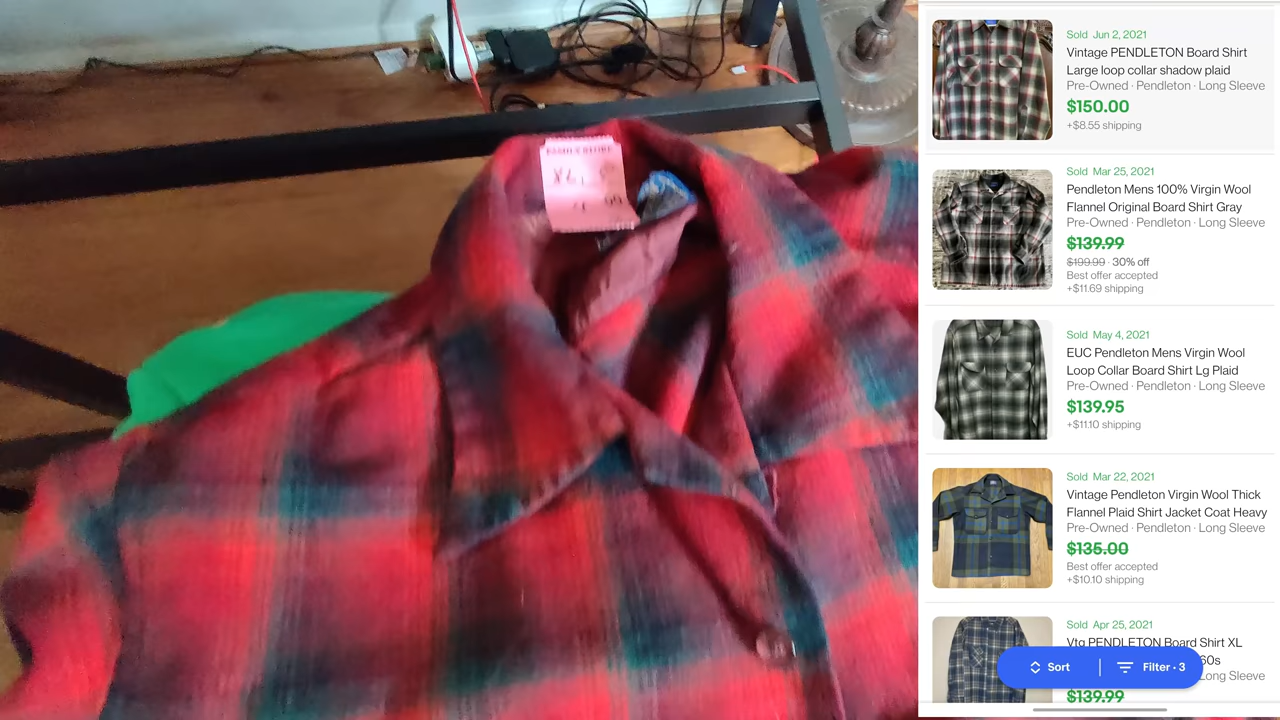 Sold Jun 2, 2021
Vintage PENDLETON Board Shirt
Large loop collar shadow plaid
Pre-Owned · Pendleton · Long Sleeve
$150.00
+$8.55 shipping
Sold Mar 25, 2021
Pendleton Mens 100% Virgin Wool
Flannel Original Board Shirt Gray
Pre-Owned · Pendleton · Long Sleeve
$139.99
$199.99 · 30% off
Best offer accepted
+$11.69 shipping
Sold May 4, 2021
EUC Pendleton Mens Virgin Wool
Loop Collar Board Shirt Lg Plaid
Pre-Owned · Pendleton · Long Sleeve
$139.95
+$11.10 shipping
Sold Mar 22, 2021
Vintage Pendleton Virgin Wool Thick
Flannel Plaid Shirt Jacket Coat Heavy
Pre-Owned · Pendleton · Long Sleeve
$135.00
Best offer accepted
+$10.10 shipping
Sold Apr 25, 2021
Vtg PENDLETON Board Shirt XL
60s
Long Sleeve
$139.99
Sort
Filter · 3